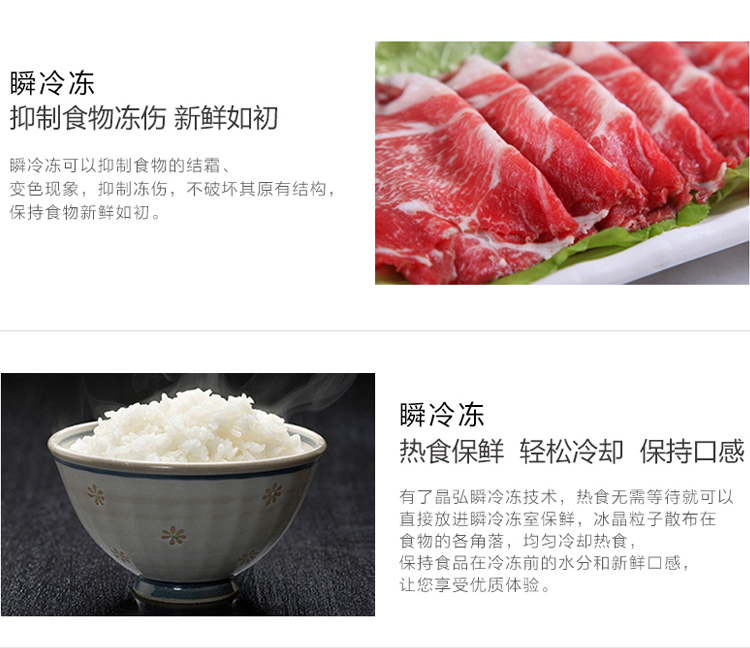 瞬冷冻
抑制食物冻伤 新鲜如初
瞬冷冻可以抑制食物的结霜、
变色现象，抑制冻伤，不破坏其原有结构，
保持食物新鲜如初。
瞬冷冻
热食保鲜 轻松冷却 保持口感
有了晶弘瞬冷冻技术，热食无需等待就可以
直接放进瞬冷冻室保鲜，冰晶粒子散布在
食物的各角落，均匀冷却热食，
保持食品在冷冻前的水分和新鲜口感，
让您享受优质体验。